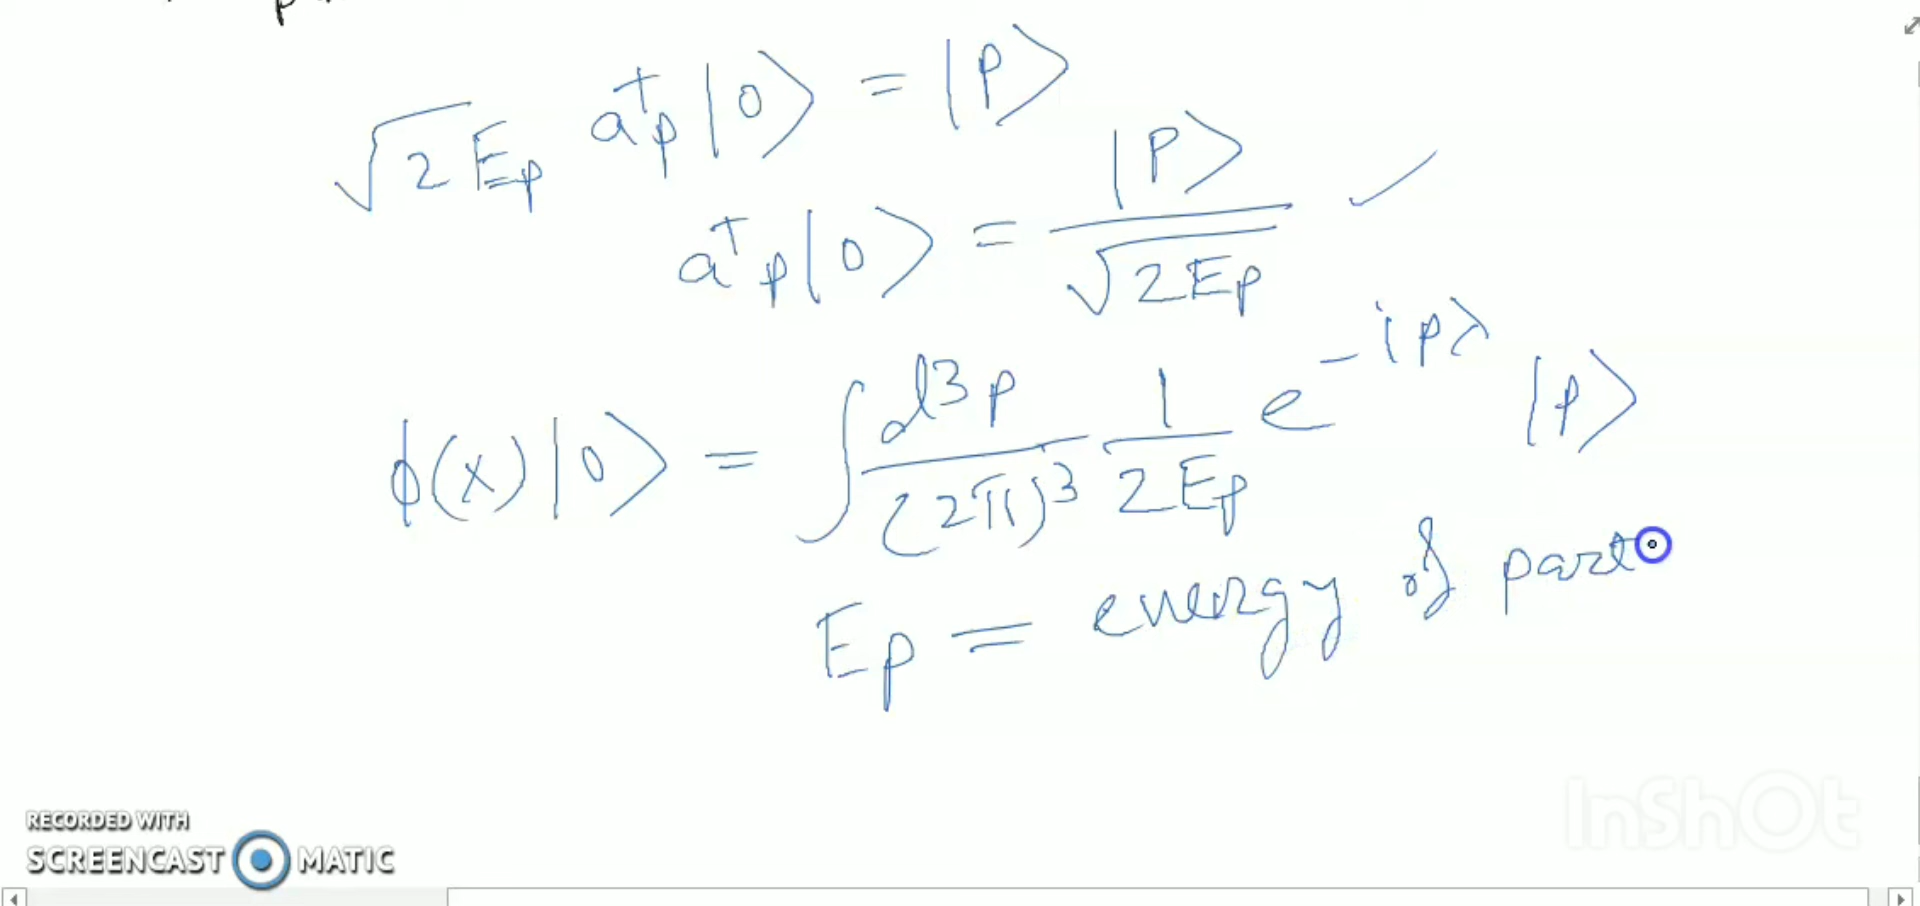 √2Ep a†p|0⟩ = |p⟩
a†p|0⟩ = |p⟩/√2Ep ✓
ϕ(x)|0⟩ = ∫ d3p/(2π)3 1/2Ep e^-ipx |p⟩
Ep = energy of part
RECORDED WITH
SCREENCAST MATIC
InShOt